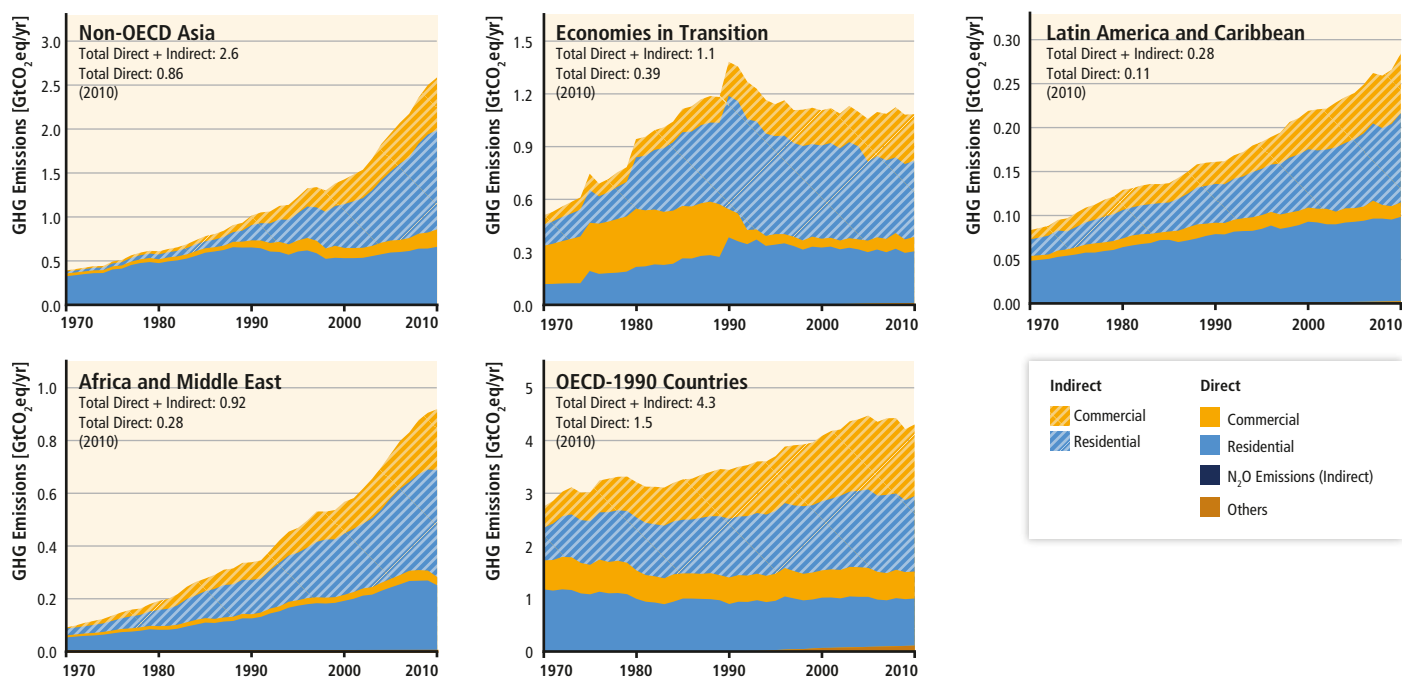 Non-OECD Asia
Total Direct + Indirect: 2.6
Total Direct: 0.86
(2010)
GHG Emissions [GtCO₂eq/yr]
3.0
2.5
2.0
1.5
1.0
0.5
0.0
1970 1980 1990 2000 2010
Economies in Transition
Total Direct + Indirect: 1.1
Total Direct: 0.39
(2010)
GHG Emissions [GtCO₂eq/yr]
1.5
1.2
0.9
0.6
0.3
0.0
1970 1980 1990 2000 2010
Latin America and Caribbean
Total Direct + Indirect: 0.28
Total Direct: 0.11
(2010)
GHG Emissions [GtCO₂eq/yr]
0.30
0.25
0.20
0.15
0.10
0.05
0.00
1970 1980 1990 2000 2010
Africa and Middle East
Total Direct + Indirect: 0.92
Total Direct: 0.28
(2010)
GHG Emissions [GtCO₂eq/yr]
1.0
0.8
0.6
0.4
0.2
0.0
1970 1980 1990 2000 2010
OECD-1990 Countries
Total Direct + Indirect: 4.3
Total Direct: 1.5
(2010)
GHG Emissions [GtCO₂eq/yr]
5
4
3
2
1
0
1970 1980 1990 2000 2010
Indirect
Commercial
Residential
Direct
Commercial
Residential
N₂O Emissions (Indirect)
Others